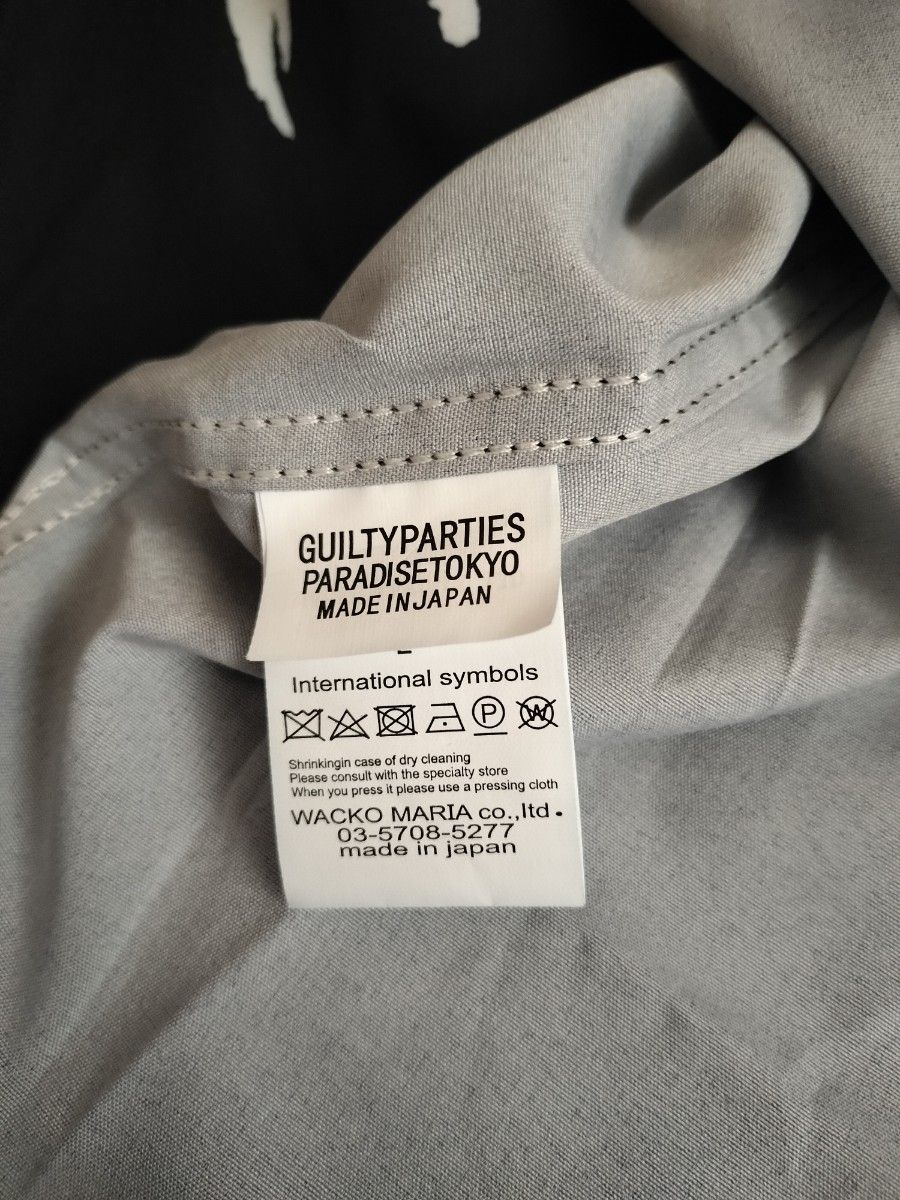 GUILTYPARTIES
PARADISETOKYO
MADE IN JAPAN
International symbols
P W
Shrinkingin case of dry cleaning
Please consult with the specialty store
When you press it please use a pressing cloth
WACKO MARIA co.,ltd.
03-5708-5277
made in japan